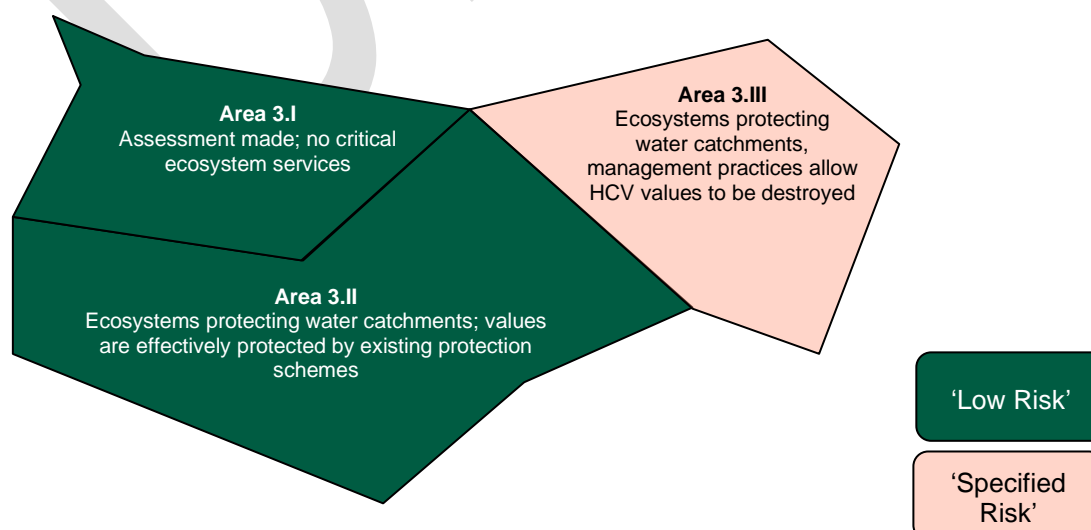 Area 3.I
Assessment made; no critical
ecosystem services
Area 3.III
Ecosystems protecting
water catchments,
management practices allow
HCV values to be destroyed
Area 3.II
Ecosystems protecting water catchments; values
are effectively protected by existing protection
schemes
‘Low Risk’
‘Specified
Risk’